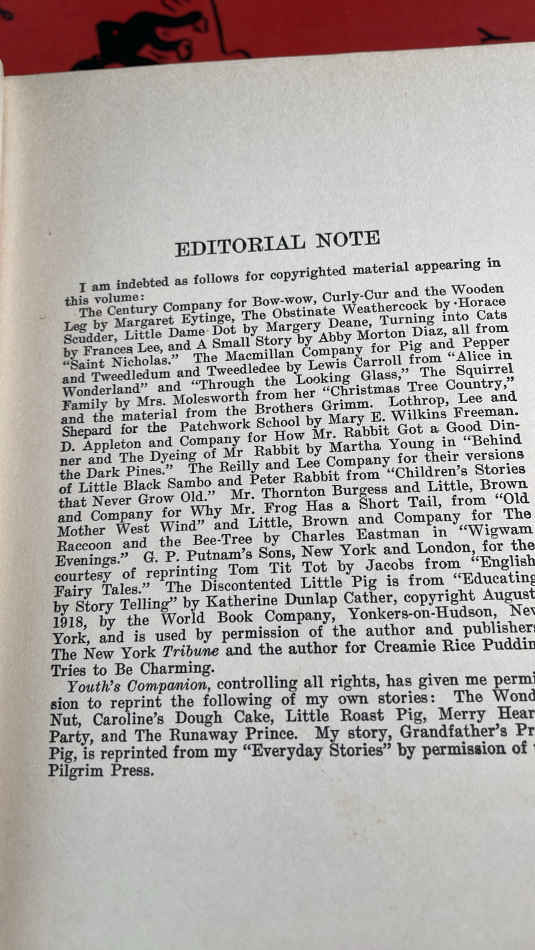 Y
EDITORIAL NOTE
I am indebted as follows for copyrighted material appearing in
this volume:
The Century Company for Bow-wow, Curly-Cur and the Wooden
Leg by Margaret Eytinge, The Obstinate Weathercock by Horace
Scudder, Little Dame Dot by Margery Deane, Turning into Cats
by Frances Lee, and A Small Story by Abby Morton Diaz, all from
“Saint Nicholas.” The Macmillan Company for Pig and Pepper
and Tweedledum and Tweedledee by Lewis Carroll from “Alice in
Wonderland” and “Through the Looking Glass,” The Squirrel
Family by Mrs. Molesworth from her “Christmas Tree Country,”
and the material from the Brothers Grimm. Lothrop, Lee and
Shepard for the Patchwork School by Mary E. Wilkins Freeman.
D. Appleton and Company for How Mr. Rabbit Got a Good Din-
ner and The Dyeing of Mr Rabbit by Martha Young in “Behind
the Dark Pines.” The Reilly and Lee Company for their versions
of Little Black Sambo and Peter Rabbit from “Children’s Stories
that Never Grow Old.” Mr. Thornton Burgess and Little, Brown
and Company for Why Mr. Frog Has a Short Tail, from “Old
Mother West Wind” and Little, Brown and Company for The
Raccoon and the Bee-Tree by Charles Eastman in “Wigwam
Evenings.” G. P. Putnam’s Sons, New York and London, for the
courtesy of reprinting Tom Tit Tot by Jacobs from “English
Fairy Tales.” The Discontented Little Pig is from “Educating
by Story Telling” by Katherine Dunlap Cather, copyright August
1918, by the World Book Company, Yonkers-on-Hudson, New
York, and is used by permission of the author and publishers
The New York Tribune and the author for Creamie Rice Puddin
Tries to Be Charming.
Youth’s Companion, controlling all rights, has given me permi
sion to reprint the following of my own stories: The Wond
Nut, Caroline’s Dough Cake, Little Roast Pig, Merry Hear
Party, and The Runaway Prince. My story, Grandfather’s Pr
Pig, is reprinted from my “Everyday Stories” by permission of
Pilgrim Press.